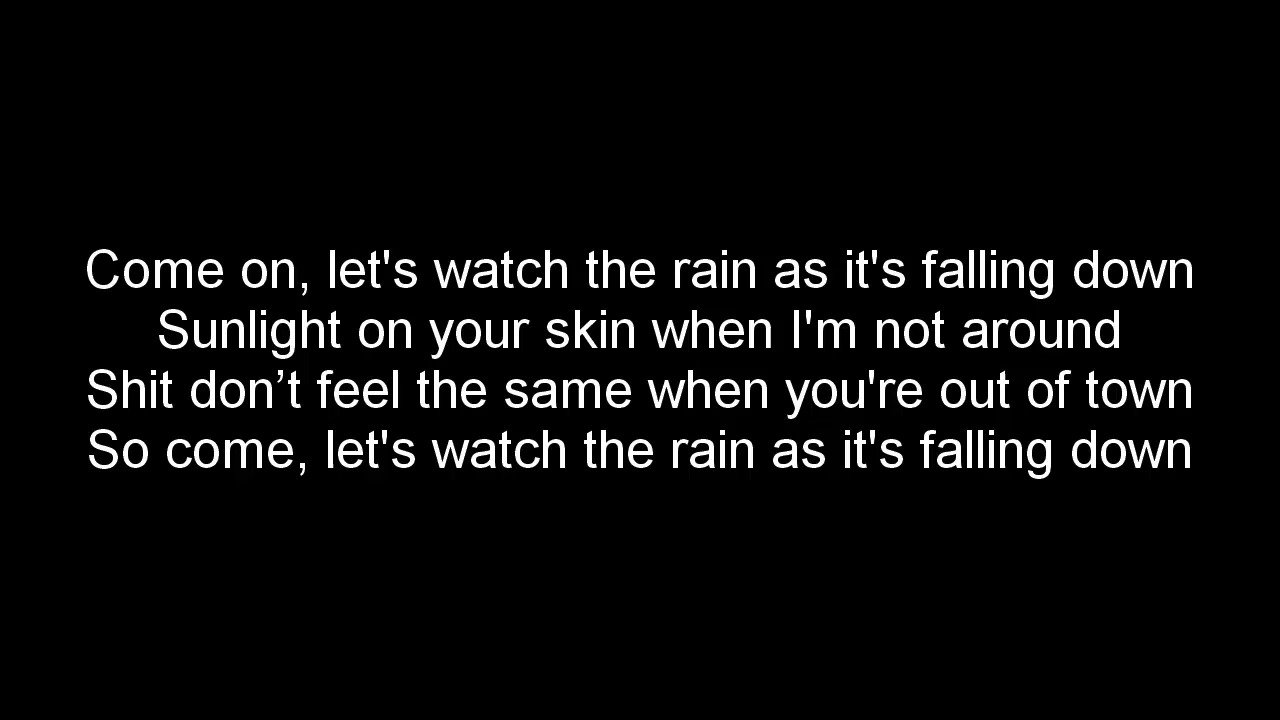 Come on, let's watch the rain as it's falling down
Sunlight on your skin when I'm not around
Shit don’t feel the same when you're out of town
So come, let's watch the rain as it's falling down